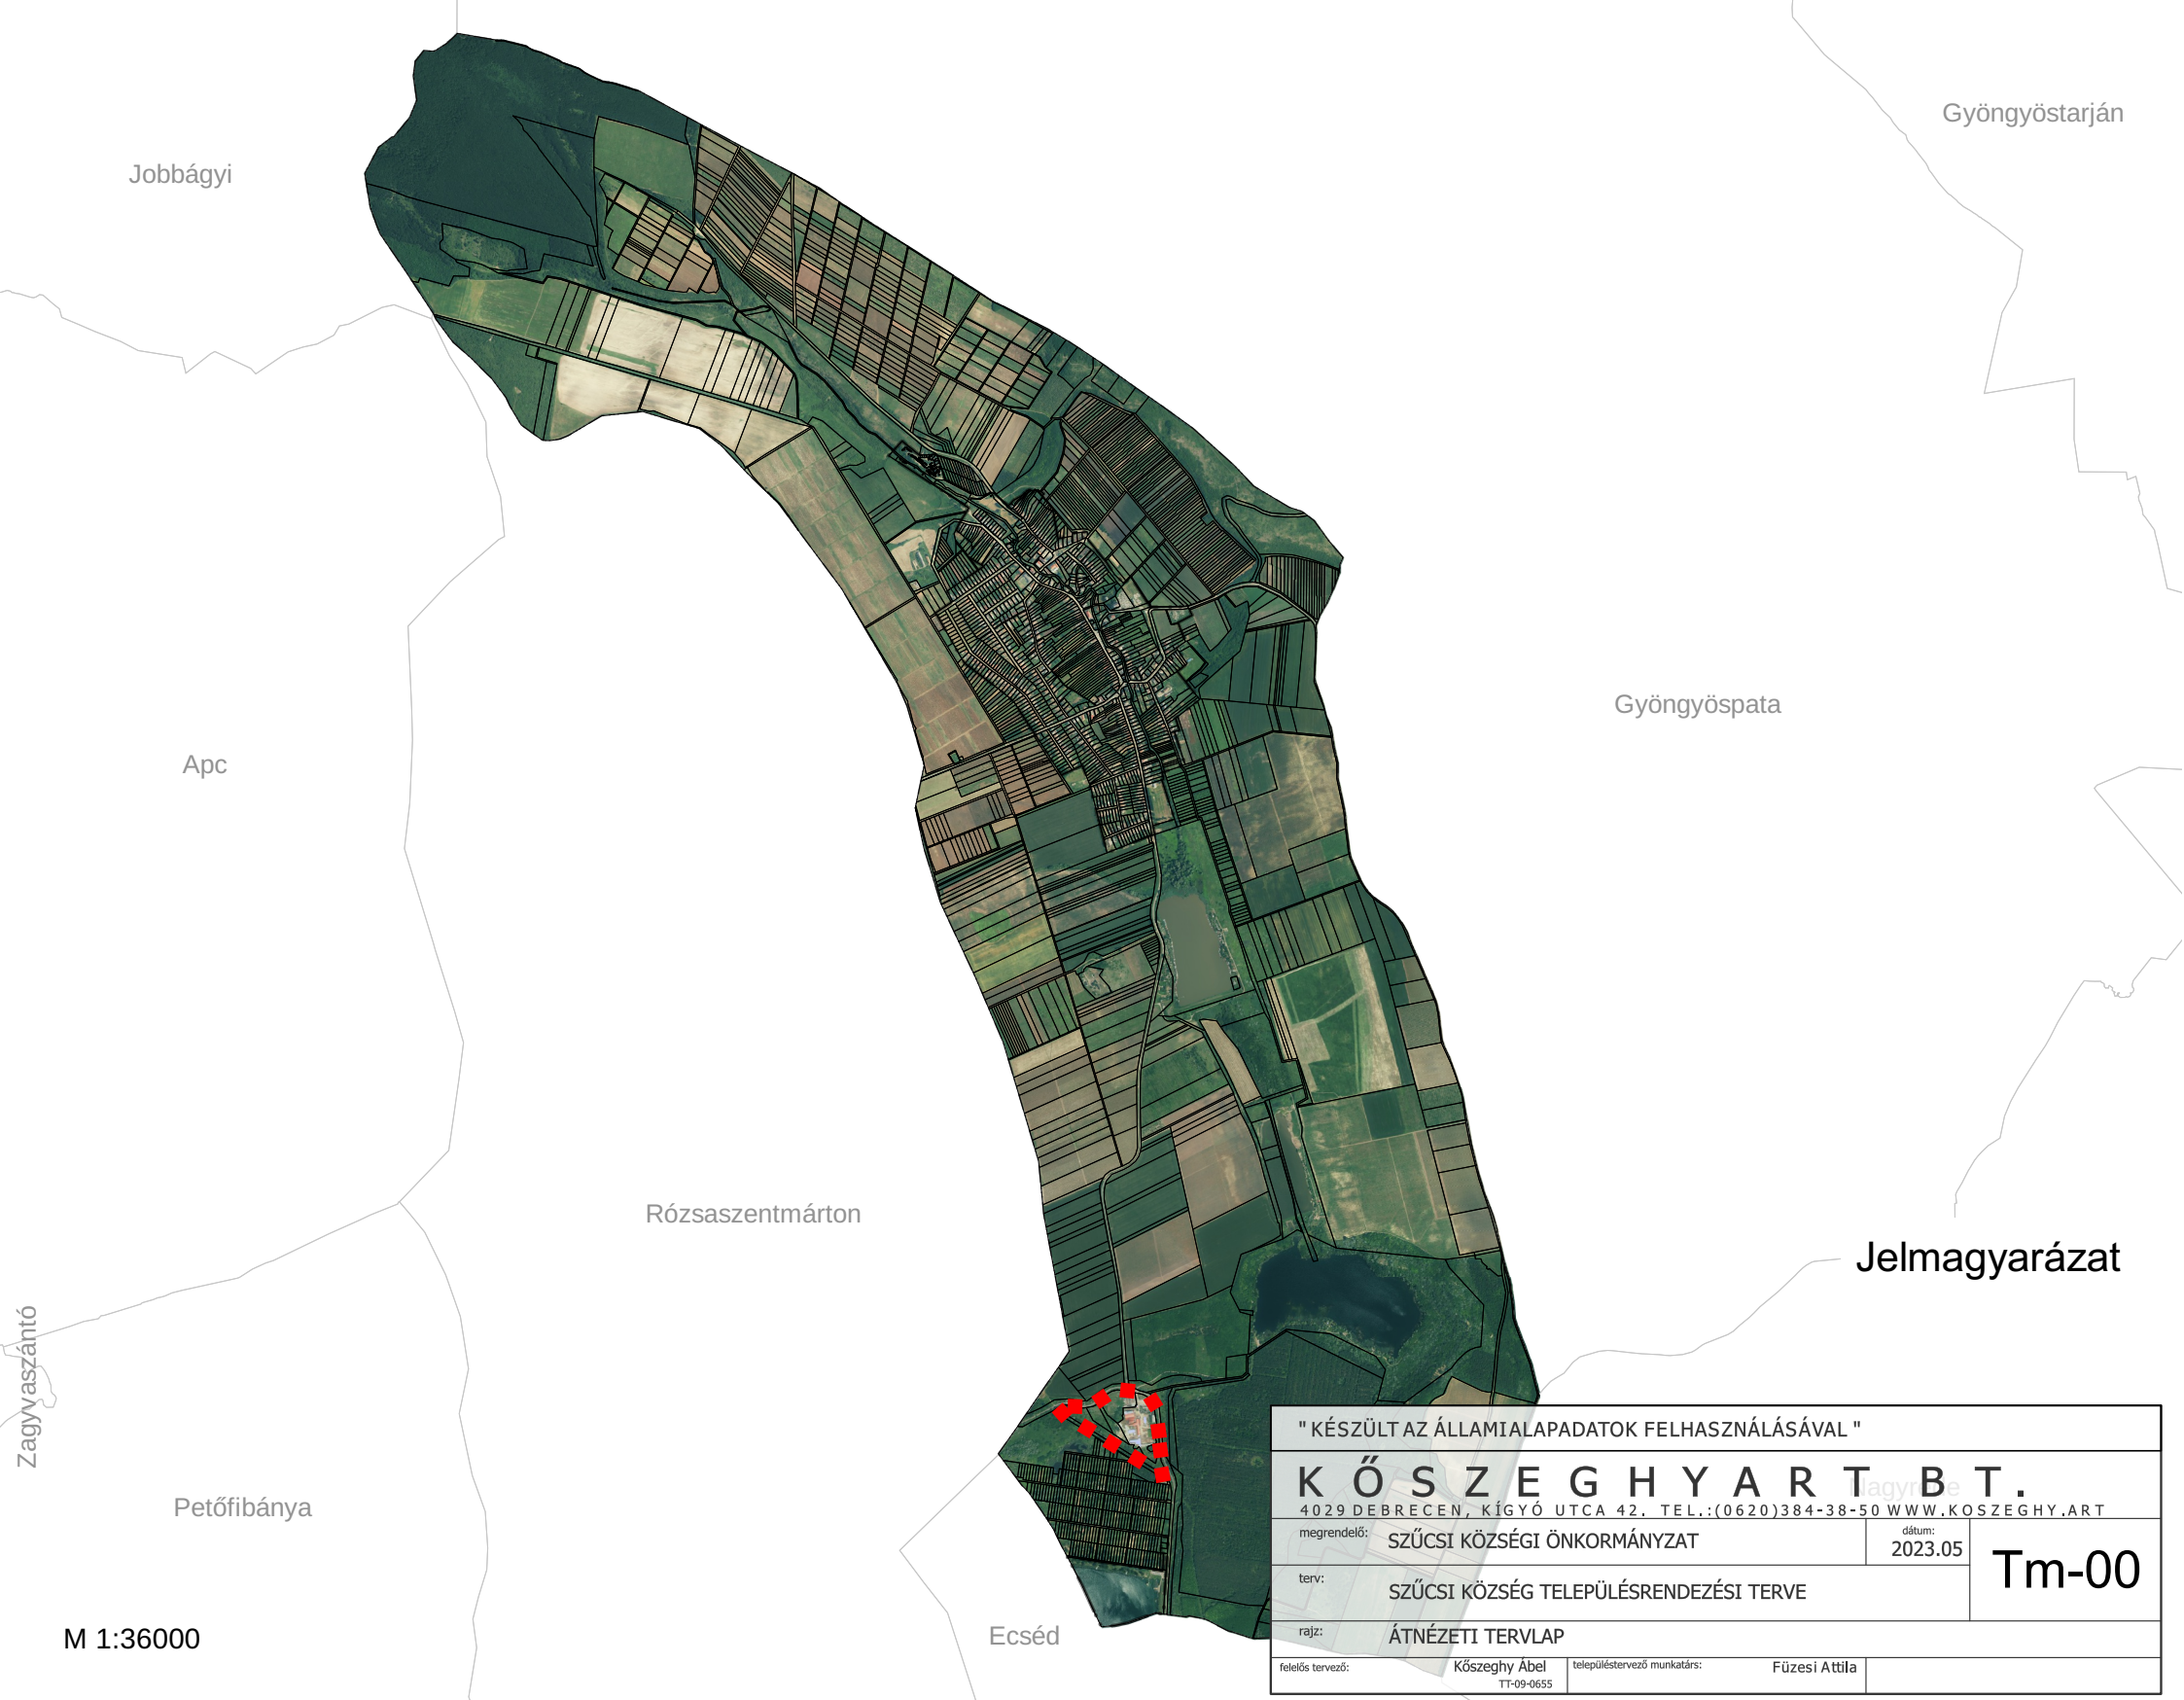 Gyöngyöstarján
Jobbágyi
Gyöngyöspata
Apc
Rózsaszentmárton
Jelmagyarázat
Zagyvaszántó
Petőfibánya
Ecséd
M 1:36000
"KÉSZÜLT AZ ÁLLAMI ALAPADATOK FELHASZNÁLÁSÁVAL"
KŐSZEGHYART BT.
4029 DEBRECEN, KÍGYÓ UTCA 42. TEL.:(0620)384-38-50 WWW.KOSZEGHY.ART
megrendelő: SZŰCSI KÖZSÉGI ÖNKORMÁNYZAT
dátum:
2023.05
Tm-00
terv: SZŰCSI KÖZSÉG TELEPÜLÉSRENDEZÉSI TERVE
rajz: ÁTNÉZETI TERVLAP
felelős tervező: Kőszeghy Ábel
TT-09-0655
településtervező munkatárs: Füzesi Attila